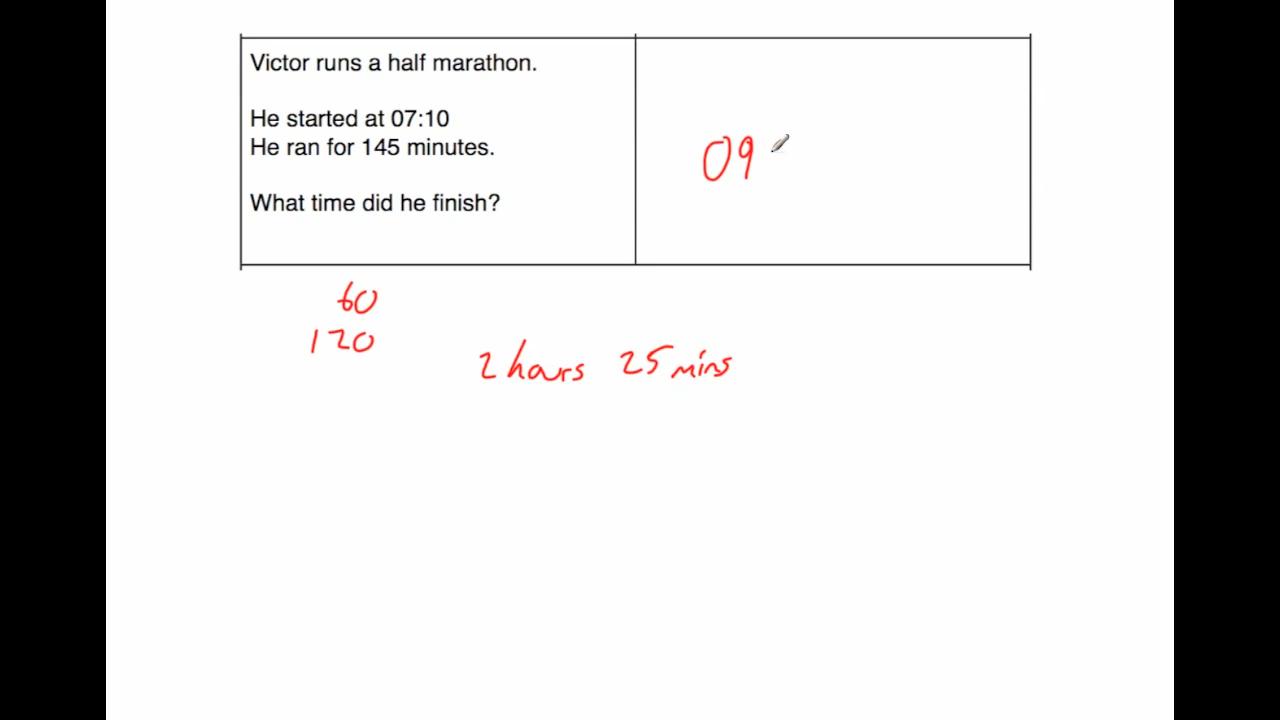 Victor runs a half marathon.
He started at 07:10
He ran for 145 minutes.
What time did he finish?
09
60
120
2 hours 25 mins